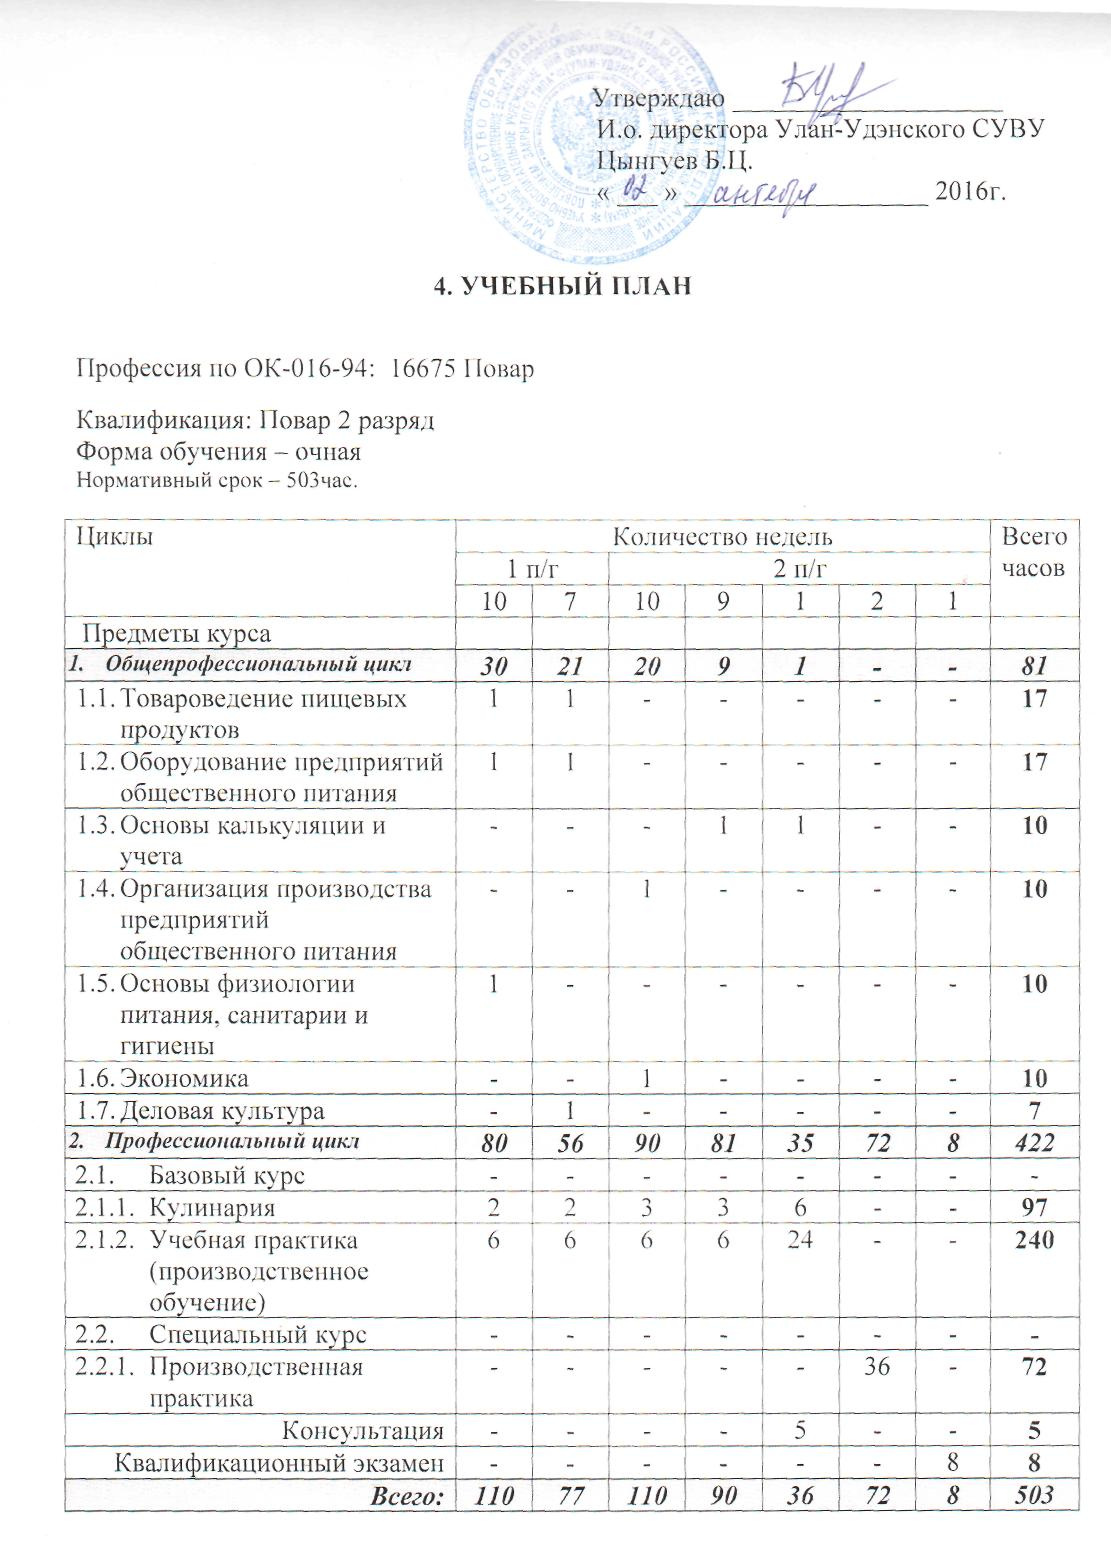 Утверждаю
И.о. директора Улан-Удэнского СУВУ
Цынгуев Б.Ц.
« 02 » 2016г.
4. УЧЕБНЫЙ ПЛАН
Профессия по ОК-016-94: 16675 Повар
Квалификация: Повар 2 разряд
Форма обучения – очная
Нормативный срок – 503час.
Циклы Количество недель Всего часов
1 п/г 2 п/г
10 7 10 9 1 2 1
Предметы курса
1. Общепрофессиональный цикл 30 21 20 9 1 - - 81
1.1. Товароведение пищевых 1 1 - - - - - 17
продуктов
1.2. Оборудование предприятий 1 1 - - - - - 17
общественного питания
1.3. Основы калькуляции и - - - 1 1 - - 10
учета
1.4. Организация производства - - 1 - - - - 10
предприятий
общественного питания
1.5. Основы физиологии 1 - - - - - - 10
питания, санитарии и
гигиены
1.6. Экономика - - 1 - - - - 10
1.7. Деловая культура - 1 - - - - - 7
2. Профессиональный цикл 80 56 90 81 35 72 8 422
2.1. Базовый курс - - - - - - - -
2.1.1. Кулинария 2 2 3 3 6 - - 97
2.1.2. Учебная практика 6 6 6 6 24 - - 240
(производственное
обучение)
2.2. Специальный курс - - - - - - - -
2.2.1. Производственная - - - - - 36 - 72
практика
Консультация - - - - 5 - - 5
Квалификационный экзамен - - - - - - 8 8
Всего: 110 77 110 90 36 72 8 503